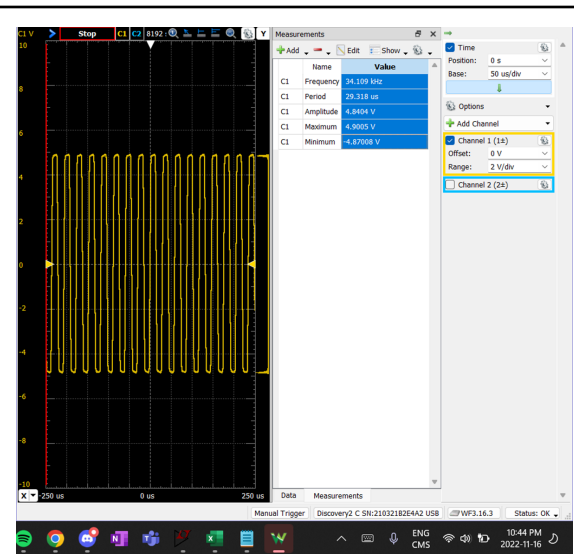 C1 V Stop C1 C2 8192 Y
10
8
6
4
2
0
-2
-4
-6
-8
-10
X -250 us 0 us 250 us
Measurements
Add Edit Show
Name Value
C1 Frequency 34.109 kHz
C1 Period 29.318 us
C1 Amplitude 4.8404 V
C1 Maximum 4.9005 V
C1 Minimum -4.87008 V
Data Measurements
Time
Position: 0 s
Base: 50 us/div
Options
Add Channel
Channel 1 (1±)
Offset: 0 V
Range: 2 V/div
Channel 2 (2±)
Manual Trigger Discovery2 C SN:210321B2E4A2 USB WF3.16.3 Status: OK
ENG
CMS
10:44 PM
2022-11-16